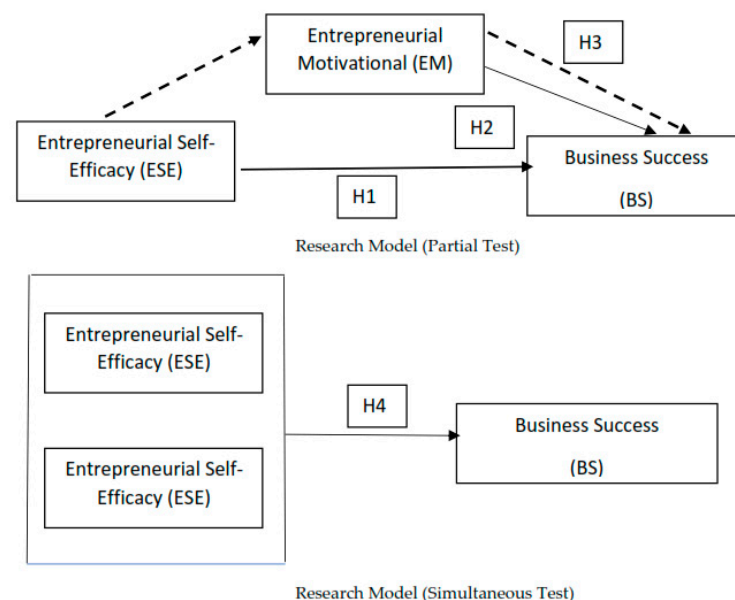 Entrepreneurial
Motivational (EM)
H3
H2
Entrepreneurial Self-
Efficacy (ESE)
Business Success
(BS)
H1
Research Model (Partial Test)
Entrepreneurial Self-
Efficacy (ESE)
H4
Business Success
(BS)
Entrepreneurial Self-
Efficacy (ESE)
Research Model (Simultaneous Test)